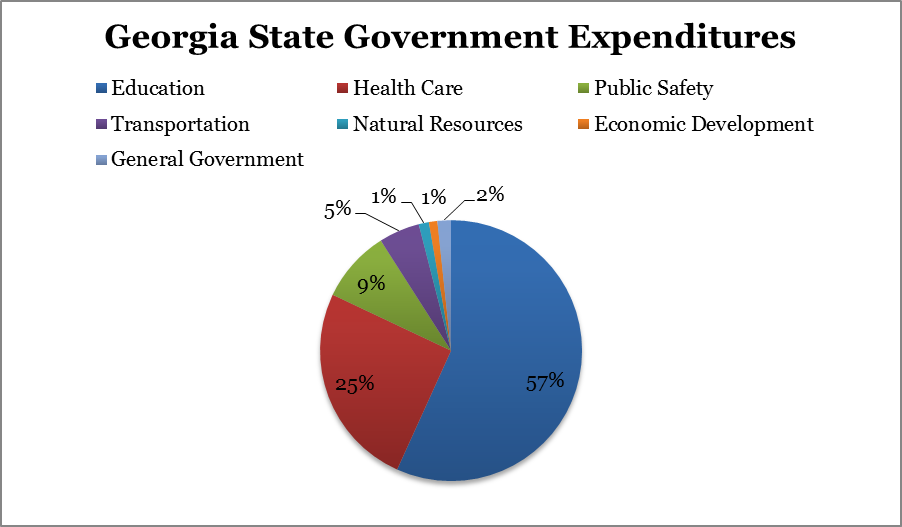 Georgia State Government Expenditures
Education Health Care Public Safety
Transportation Natural Resources Economic Development
General Government
5% 1% 1% 2%
9%
25% 57%